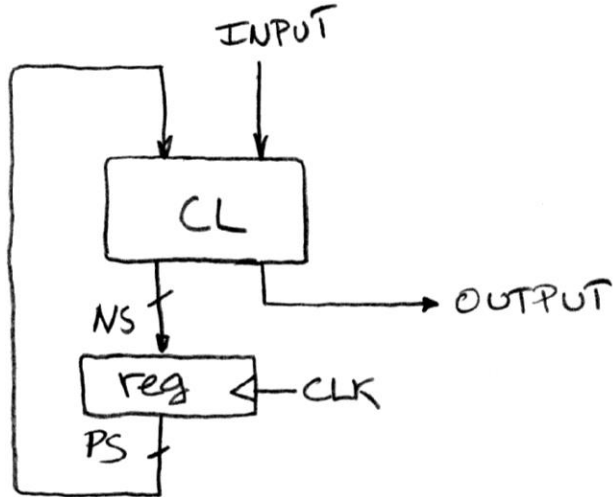 INPUT
CL
NS
OUTPUT
reg
CLK
PS